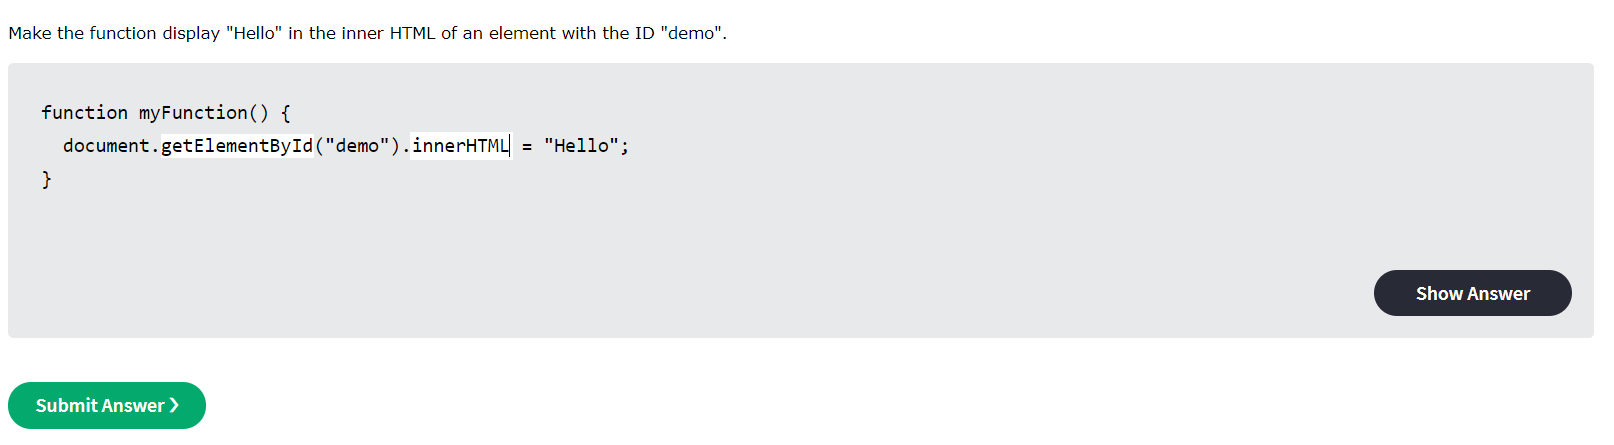 Make the function display "Hello" in the inner HTML of an element with the ID "demo".
function myFunction() {
  document.getElementById("demo").innerHTML = "Hello";
}
Show Answer
Submit Answer ❯